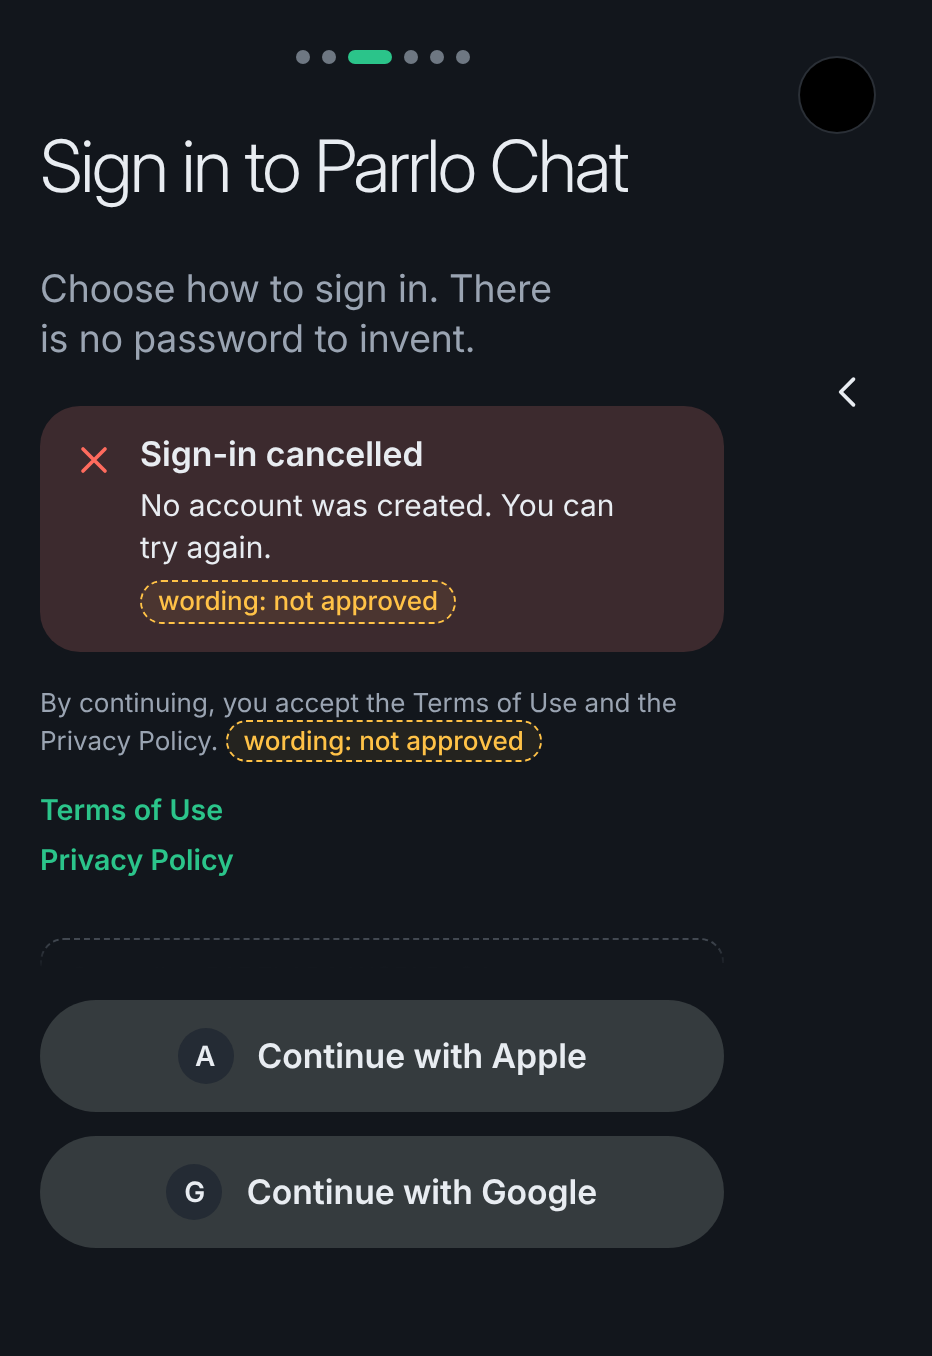 Sign in to Parrlo Chat
Choose how to sign in. There
is no password to invent.
Sign-in cancelled
No account was created. You can
try again.
wording: not approved
By continuing, you accept the Terms of Use and the
Privacy Policy. wording: not approved
Terms of Use
Privacy Policy
A Continue with Apple
G Continue with Google